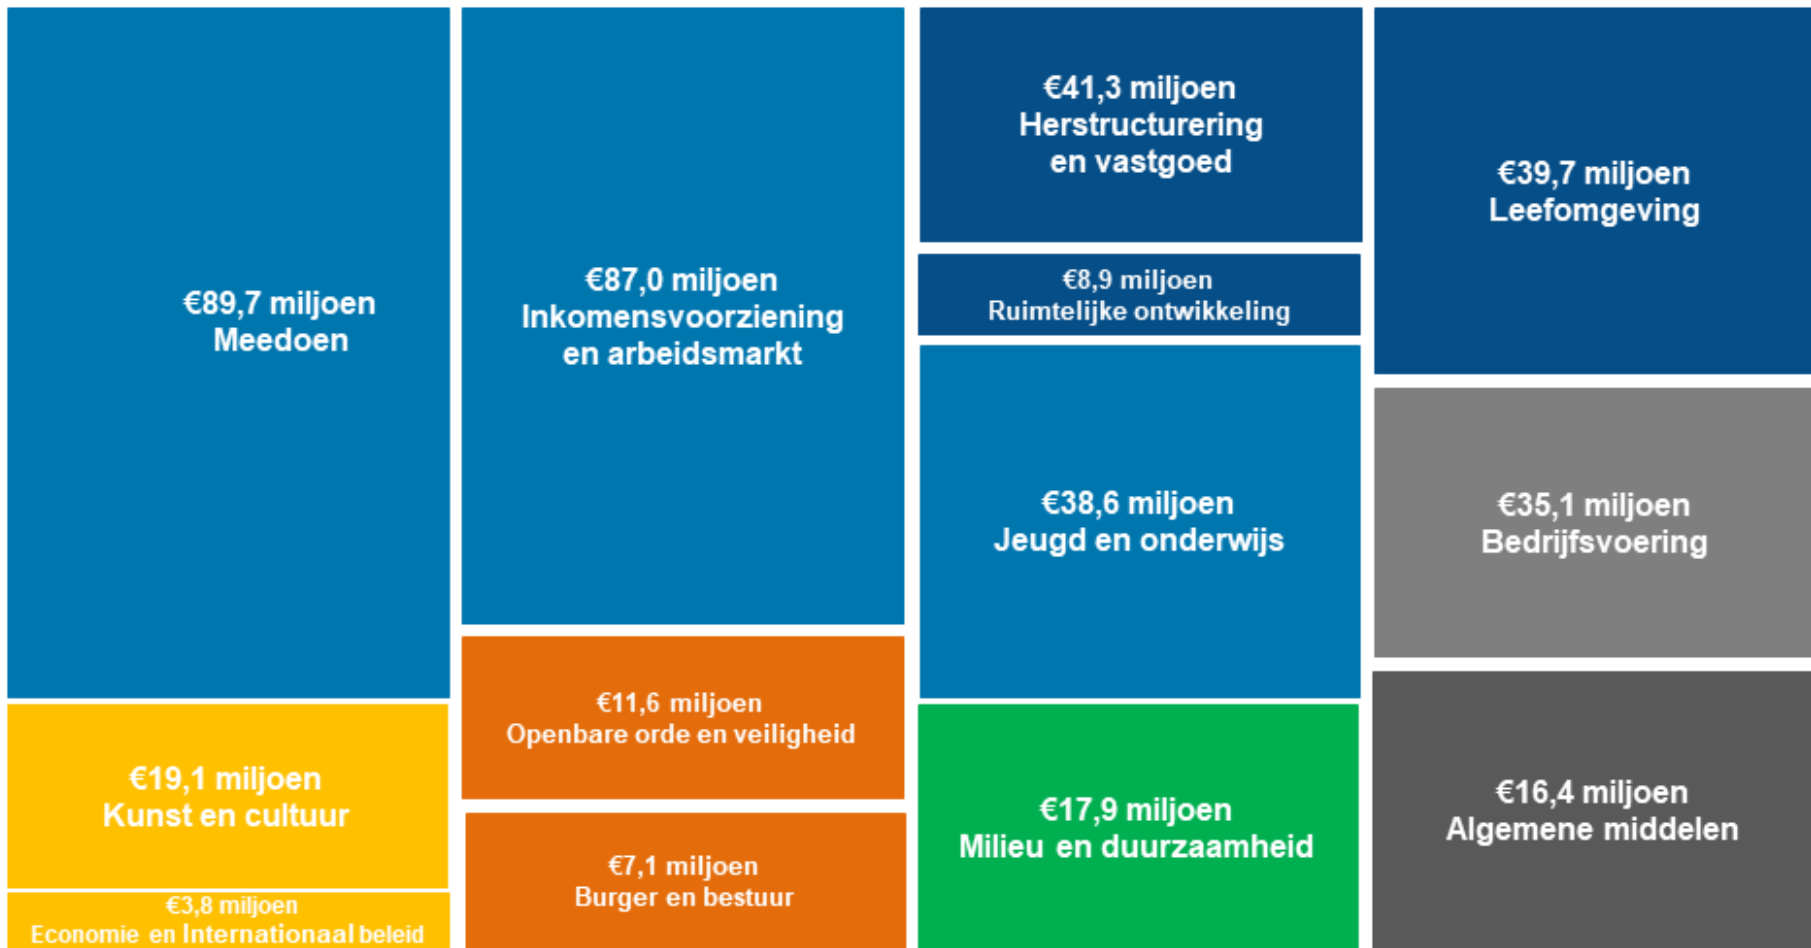 €89,7 miljoen
Meedoen
€19,1 miljoen
Kunst en cultuur
€3,8 miljoen
Economie en Internationaal beleid
€87,0 miljoen
Inkomensvoorziening
en arbeidsmarkt
€11,6 miljoen
Openbare orde en veiligheid
€7,1 miljoen
Burger en bestuur
€41,3 miljoen
Herstructurering
en vastgoed
€8,9 miljoen
Ruimtelijke ontwikkeling
€38,6 miljoen
Jeugd en onderwijs
€17,9 miljoen
Milieu en duurzaamheid
€39,7 miljoen
Leefomgeving
€35,1 miljoen
Bedrijfsvoering
€16,4 miljoen
Algemene middelen